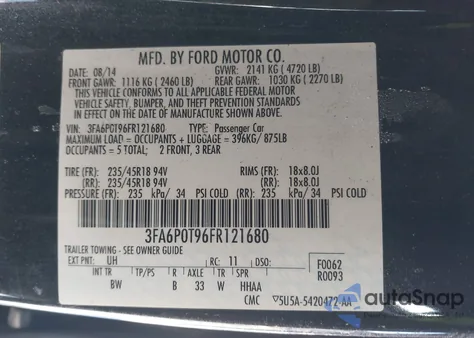 MFD. BY FORD MOTOR CO.
DATE: 08/14 GVWR: 2141 KG ( 4720 LB)
FRONT GAWR: 1116 KG ( 2460 LB) REAR GAWR: 1030 KG ( 2270 LB)
THIS VEHICLE CONFORMS TO ALL APPLICABLE FEDERAL MOTOR
VEHICLE SAFETY, BUMPER, AND THEFT PREVENTION STANDARDS
IN EFFECT ON THE DATE OF MANUFACTURE SHOWN ABOVE.
VIN: 3FA6P0T96FR121680 TYPE: Passenger Car
MAXIMUM LOAD = OCCUPANTS + LUGGAGE = 396KG/ 875LB
OCCUPANTS = 5 TOTAL; 2 FRONT, 3 REAR
TIRE (FR): 235/45R18 94V RIMS (FR): 18x8.0J
(RR): 235/45R18 94V (RR): 18x8.0J
PRESSURE (FR): 235 kPa/ 34 PSI COLD (RR): 235 kPa/ 34 PSI COLD
3FA6P0T96FR121680
TRAILER TOWING - SEE OWNER GUIDE
EXT PNT: UH RC: 11 DSO: F0062
R0093
INT TR TP/PS R AXLE TR SPR
BW B 33 W HHAA
CMC ▼5U5A-5420472-AA
autoSnap